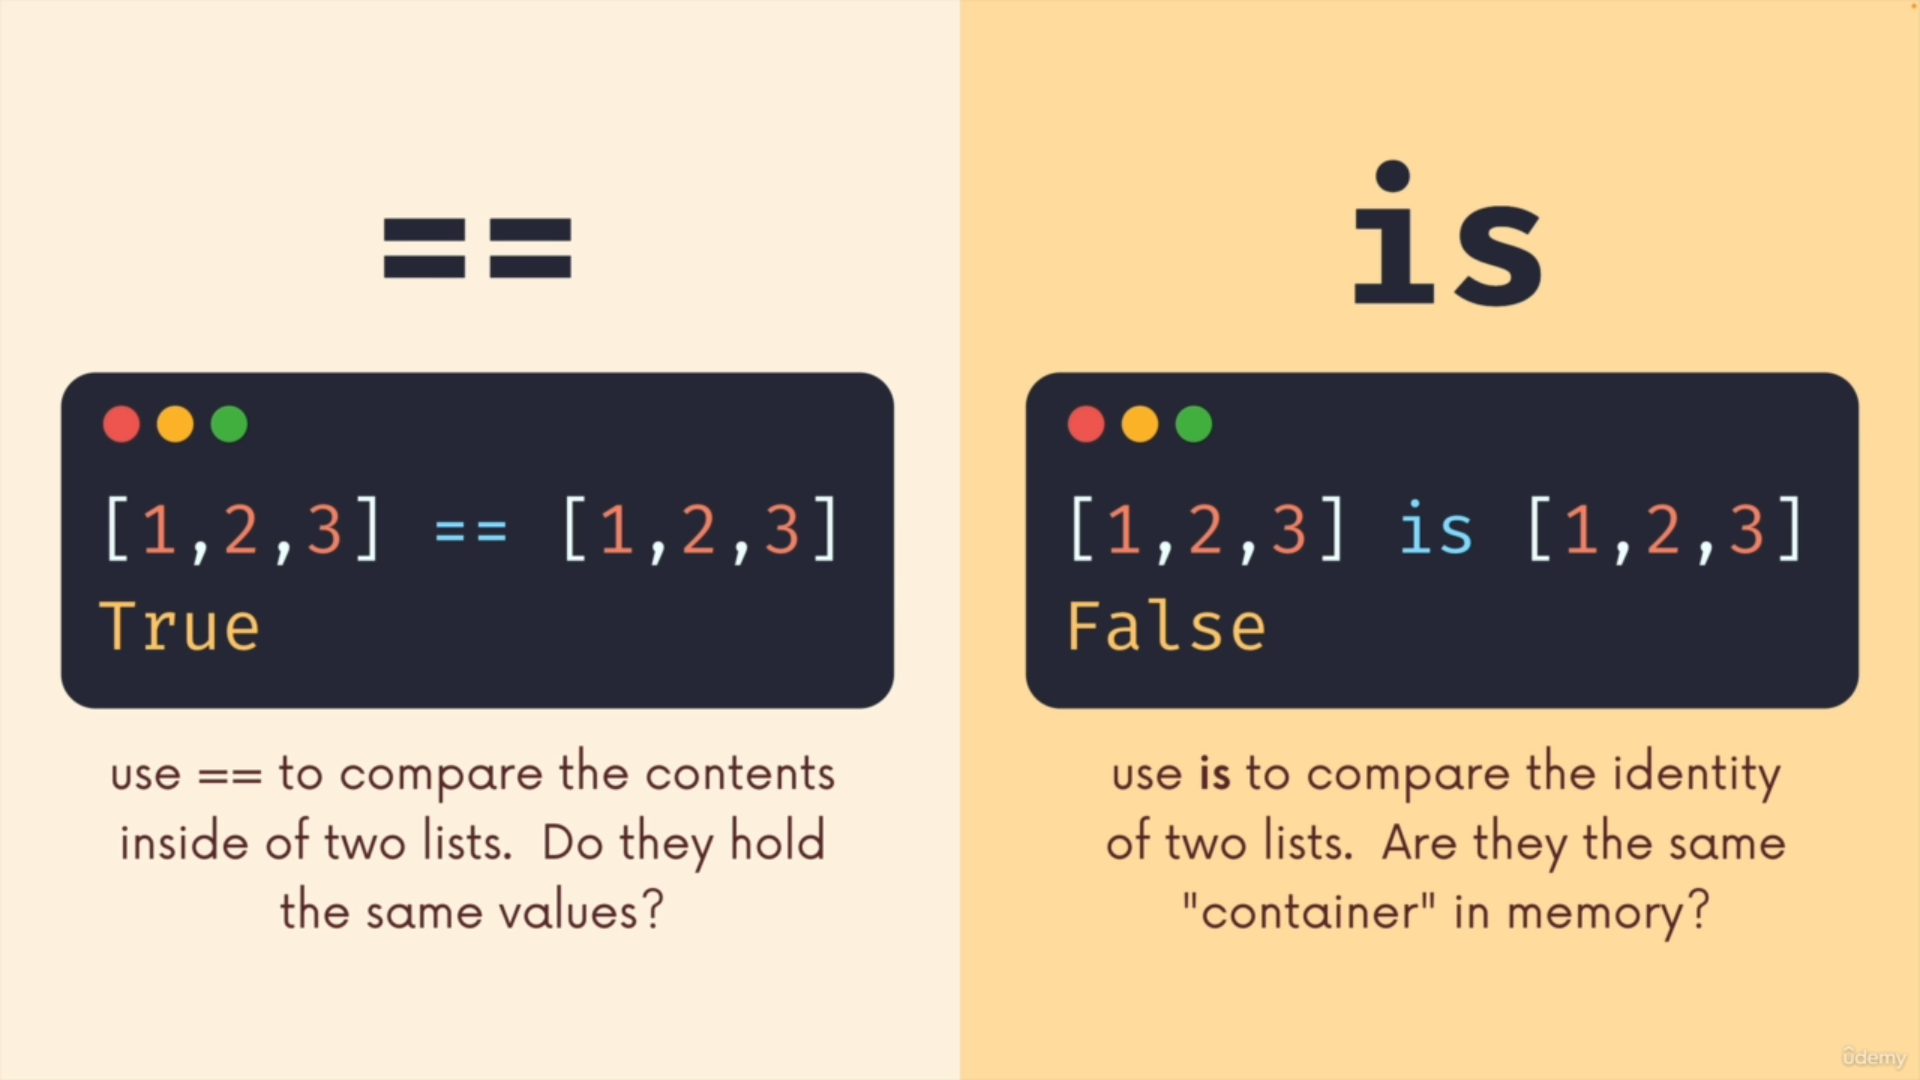 ==
[1,2,3] == [1,2,3]
True
use == to compare the contents
inside of two lists.  Do they hold
the same values?
is
[1,2,3] is [1,2,3]
False
use is to compare the identity
of two lists.  Are they the same
"container" in memory?
ûdemy